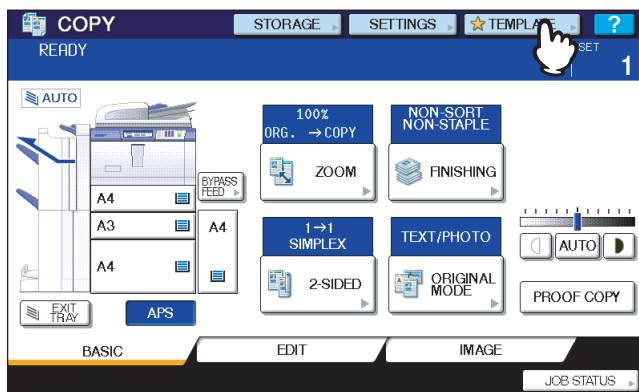 COPY
STORAGE
SETTINGS
TEMPLATE
?
READY
SET
1
AUTO
100%
ORG. →COPY
ZOOM
NON-SORT
NON-STAPLE
FINISHING
BYPASS
FEED
A4
A3
A4
A4
1→1
SIMPLEX
2-SIDED
TEXT/PHOTO
ORIGINAL
MODE
AUTO
PROOF COPY
EXIT
TRAY
APS
BASIC
EDIT
IMAGE
JOB STATUS